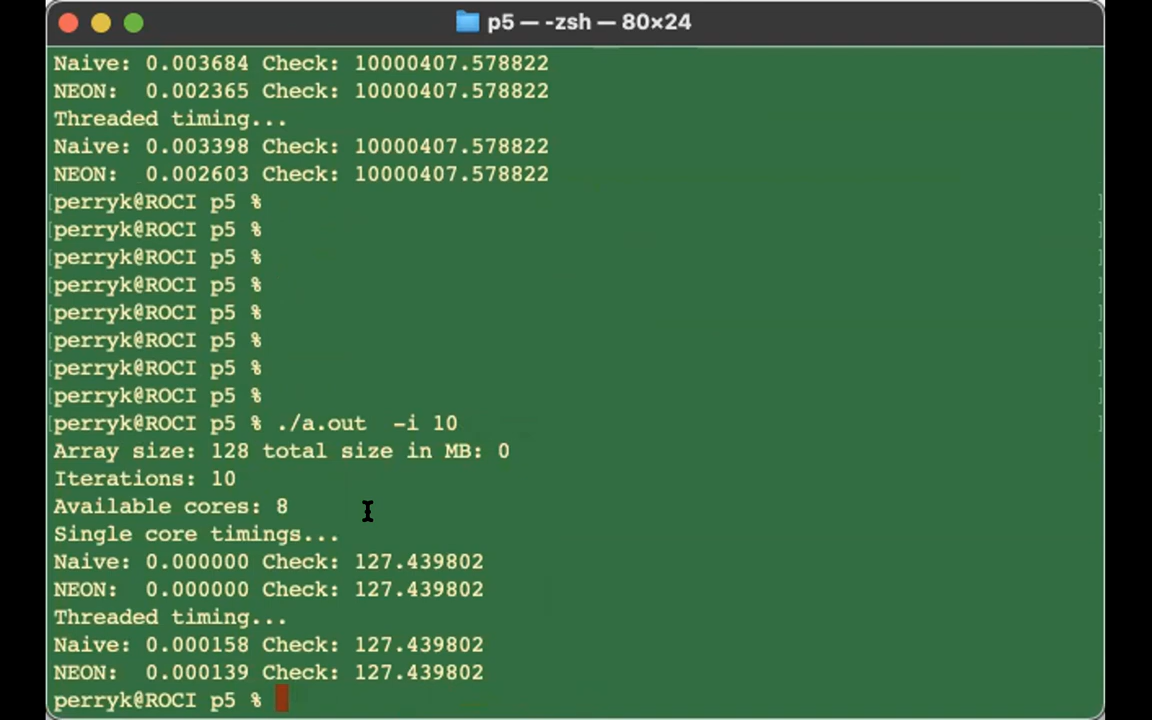 p5 — -zsh — 80×24
Naive: 0.003684 Check: 10000407.578822
NEON:  0.002365 Check: 10000407.578822
Threaded timing...
Naive: 0.003398 Check: 10000407.578822
NEON:  0.002603 Check: 10000407.578822
[perryk@ROCI p5 % ]
[perryk@ROCI p5 % ]
[perryk@ROCI p5 % ]
[perryk@ROCI p5 % ]
[perryk@ROCI p5 % ]
[perryk@ROCI p5 % ]
[perryk@ROCI p5 % ]
[perryk@ROCI p5 % ]
[perryk@ROCI p5 % ./a.out  -i 10 ]
Array size: 128 total size in MB: 0
Iterations: 10
Available cores: 8
Single core timings...
Naive: 0.000000 Check: 127.439802
NEON:  0.000000 Check: 127.439802
Threaded timing...
Naive: 0.000158 Check: 127.439802
NEON:  0.000139 Check: 127.439802
perryk@ROCI p5 %